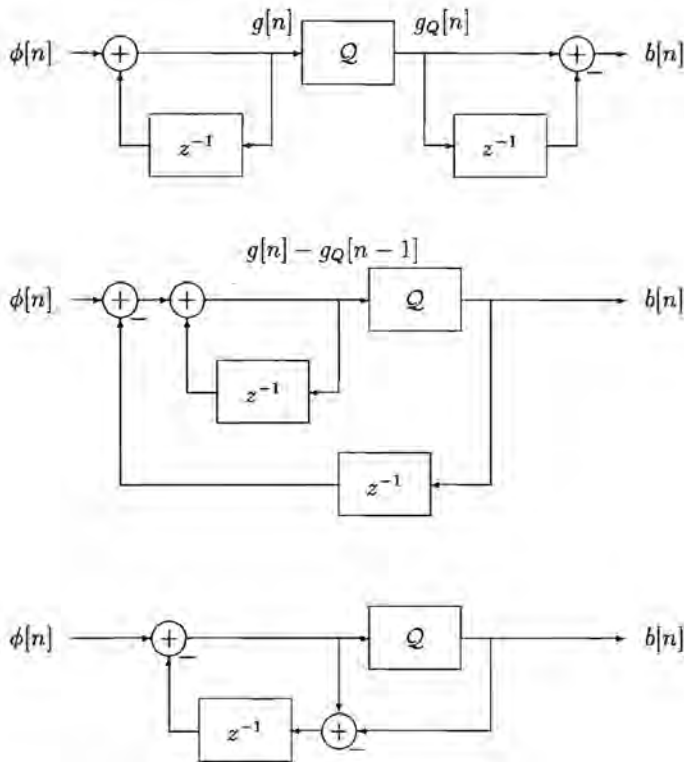 g[n] g_Q[n]
ϕ[n] + Q + b[n]
−
z⁻¹ z⁻¹
g[n] − g_Q[n − 1]
ϕ[n] + + Q b[n]
−
z⁻¹
z⁻¹
ϕ[n] + Q b[n]
−
z⁻¹ +
−